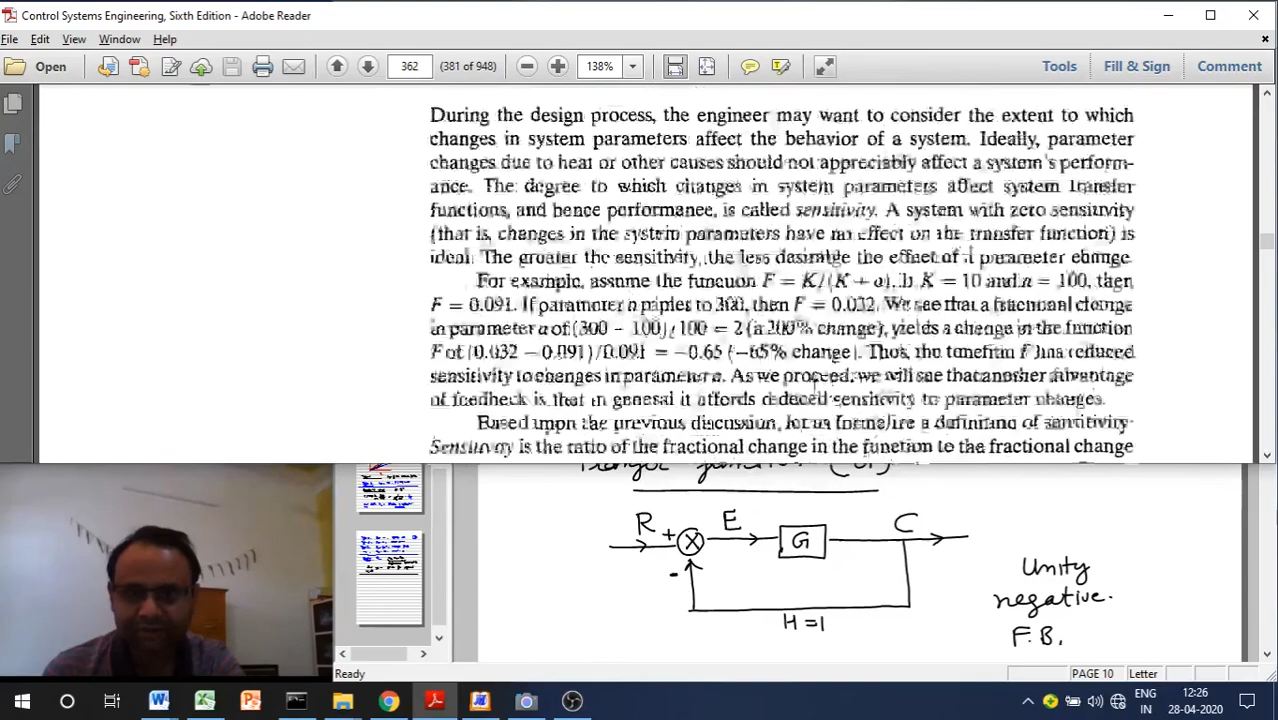 Control Systems Engineering, Sixth Edition - Adobe Reader
File Edit View Window Help
Open 362 (381 of 948) 138% Tools Fill & Sign Comment
During the design process, the engineer may want to consider the extent to which
changes in system parameters affect the behavior of a system. Ideally, parameter
changes due to heat or other causes should not appreciably affect a system's perform-
ance. The degree to which changes in system parameters affect system transfer
functions, and hence performance, is called sensitivity. A system with zero sensitivity
(that is, changes in the system parameters have no effect on the transfer function) is
ideal. The greater the sensitivity, the less desirable the effect of a parameter change.
For example, assume the function F = K/(K + a). If K = 10 and a = 100, then
F = 0.091. If parameter a triples to 300, then F = 0.032. We see that a fractional change
in parameter a of (300 − 100)/100 = 2 (a 200% change), yields a change in the function
F of (0.032 − 0.091)/0.091 = −0.65 (−65% change). Thus, the function F has reduced
sensitivity to changes in parameter a. As we proceed, we will see that another advantage
of feedback is that in general it affords reduced sensitivity to parameter changes.
Based upon the previous discussion, let us formalize a definition of sensitivity:
Sensitivity is the ratio of the fractional change in the function to the fractional change
R + E G C
-
H = 1
Unity
negative.
F.B.
Ready PAGE 10 Letter
ENG 12:26
IN 28-04-2020